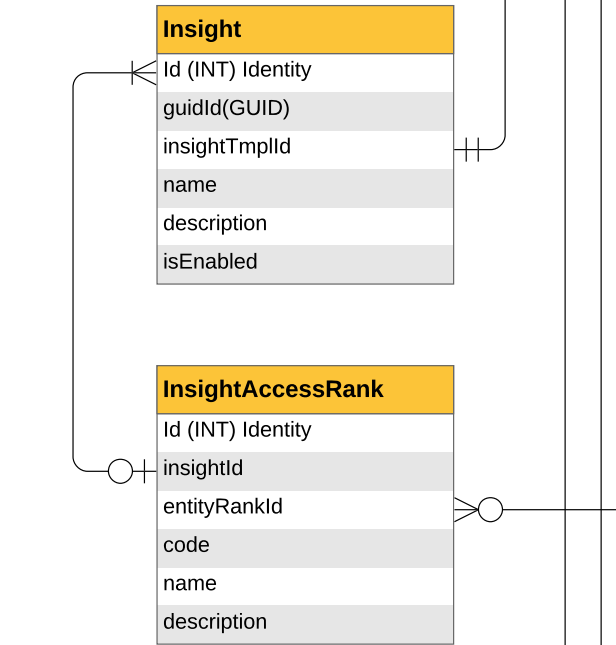 Insight
Id (INT) Identity
guidId(GUID)
insightTmplId
name
description
isEnabled
InsightAccessRank
Id (INT) Identity
insightId
entityRankId
code
name
description